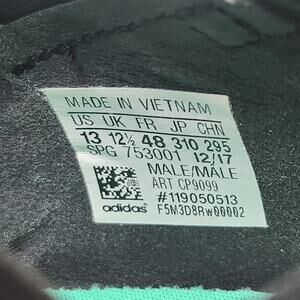 MADE IN VIETNAM
US UK FR JP CHN
13 12½ 48 310 295
SPG 753001 12/17
MALE/MALE
ART CP9099
#119050513
adidas F5M3D8RW00002